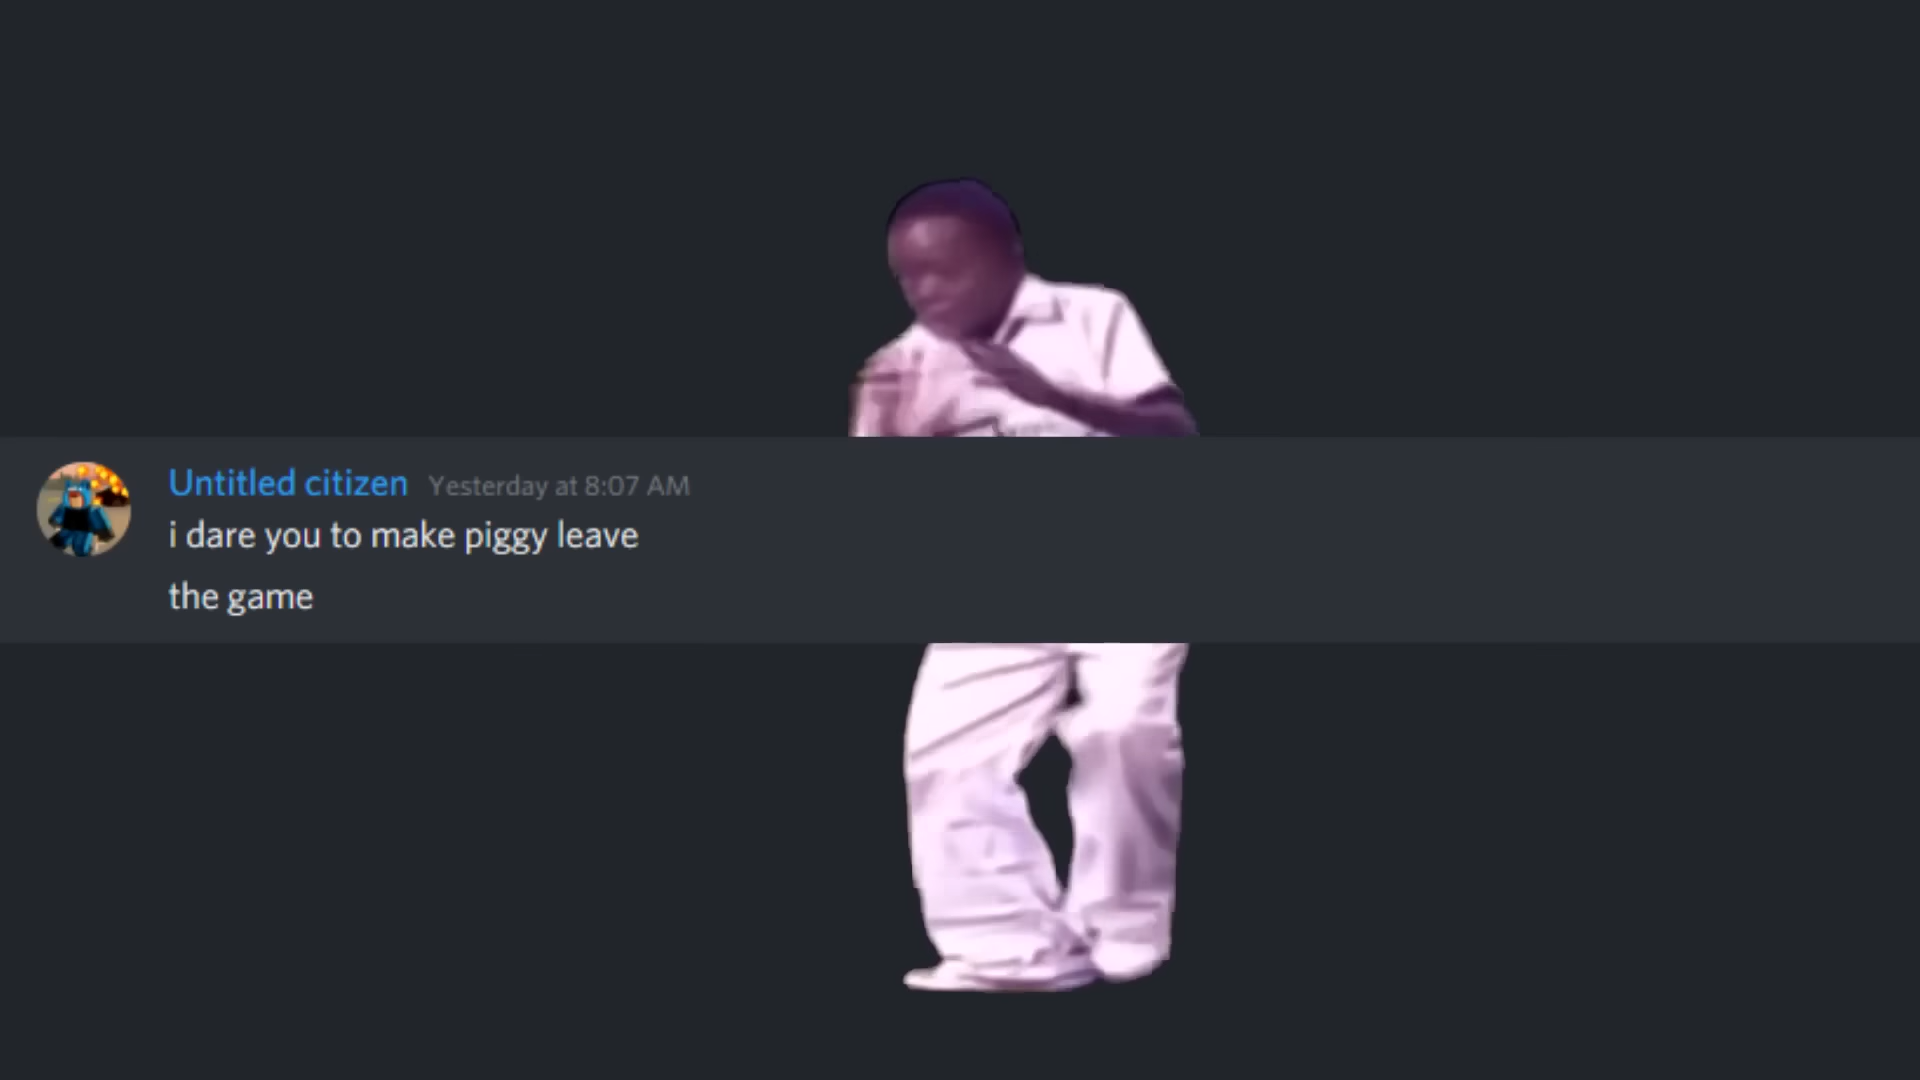 Untitled citizen Yesterday at 8:07 AM
i dare you to make piggy leave
the game